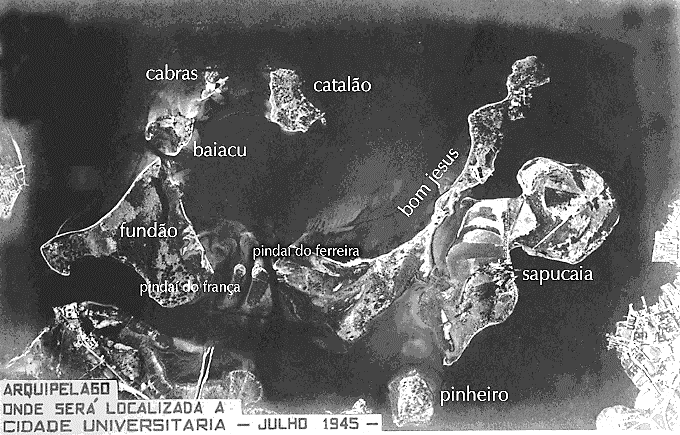 cabras
catalão
baiacu
bom jesus
fundão
pindaí do ferreira
sapucaia
pindaí do frança
pinheiro
ARQUIPELAGO
ONDE SERÁ LOCALIZADA A
CIDADE UNIVERSITARIA — JULHO 1945 —